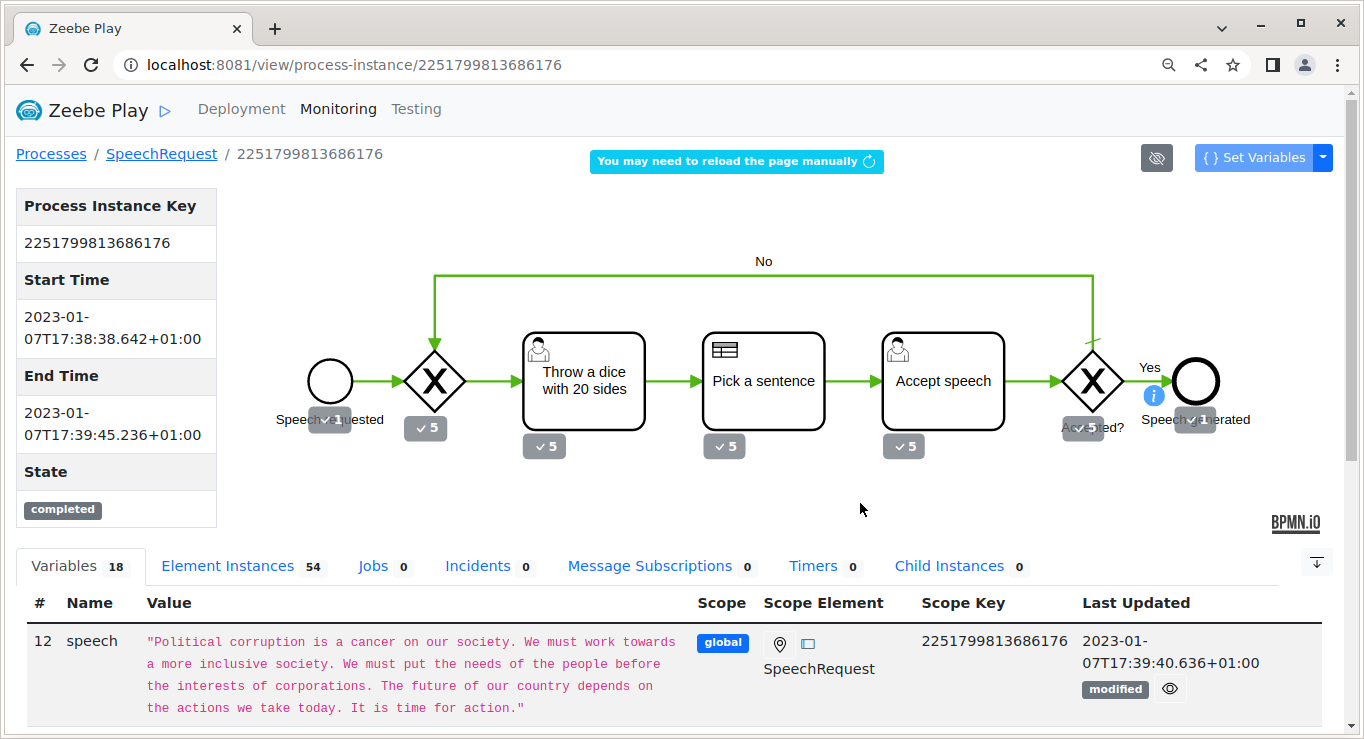 Zeebe Play
localhost:8081/view/process-instance/2251799813686176
Zeebe Play Deployment Monitoring Testing
Processes / SpeechRequest / 2251799813686176
You may need to reload the page manually
{ } Set Variables
Process Instance Key
2251799813686176
Start Time
2023-01-
07T17:38:38.642+01:00
End Time
2023-01-
07T17:39:45.236+01:00
State
completed
No
Throw a dice
with 20 sides
Pick a sentence
Accept speech
Yes
Speech requested
1
5
5
5
5
Accepted?
5
Speech generated
1
BPMN.iO
Variables 18 Element Instances 54 Jobs 0 Incidents 0 Message Subscriptions 0 Timers 0 Child Instances 0
# Name Value Scope Scope Element Scope Key Last Updated
12 speech "Political corruption is a cancer on our society. We must work towards global 2251799813686176 2023-01-
a more inclusive society. We must put the needs of the people before SpeechRequest 07T17:39:40.636+01:00
the interests of corporations. The future of our country depends on modified
the actions we take today. It is time for action."